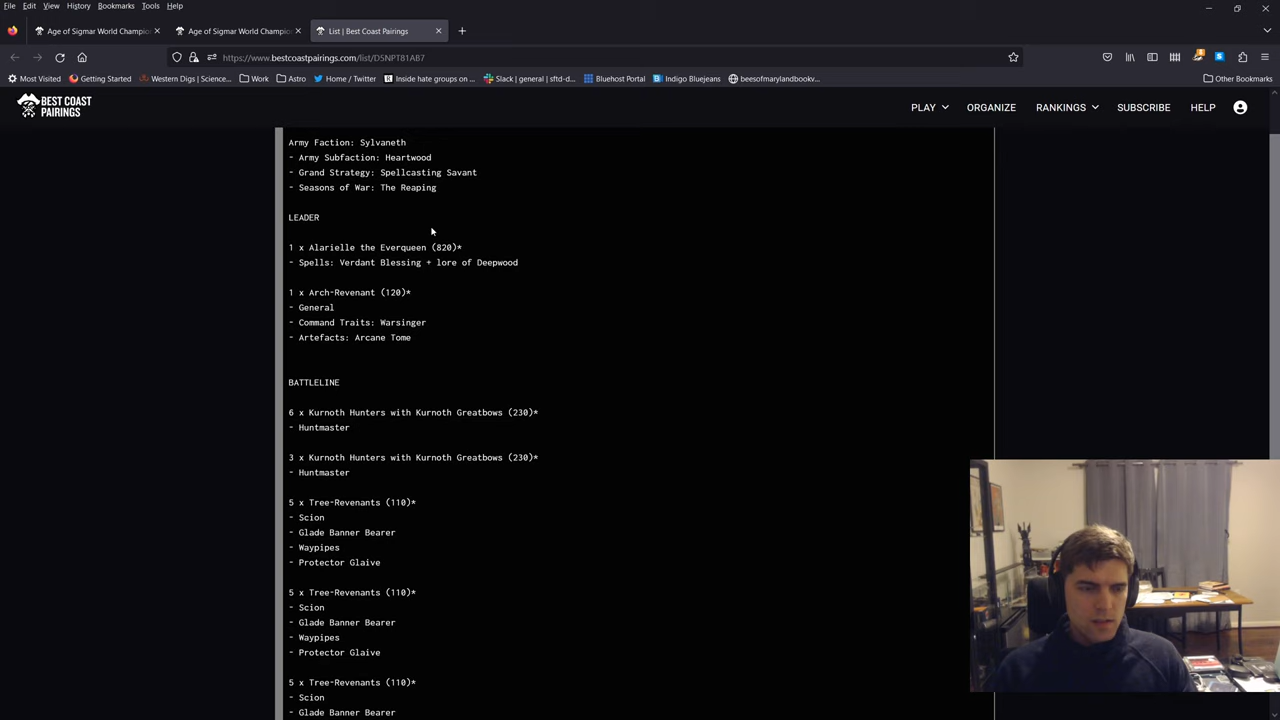 File Edit View History Bookmarks Tools Help
Age of Sigmar World Champion
Age of Sigmar World Champion
List | Best Coast Pairings
https://www.bestcoastpairings.com/list/DSNPT81AB7
Most Visited
Getting Started
Western Digs | Science...
Work
Astro
Home / Twitter
Inside hate groups on ...
Slack | general | sftd-d...
Bluehost Portal
Indigo Bluejeans
beesofmarylandbookv...
Other Bookmarks
BEST COAST
PAIRINGS
PLAY
ORGANIZE
RANKINGS
SUBSCRIBE
HELP
Army Faction: Sylvaneth
- Army Subfaction: Heartwood
- Grand Strategy: Spellcasting Savant
- Seasons of War: The Reaping
LEADER
1 x Alarielle the Everqueen (820)*
- Spells: Verdant Blessing + lore of Deepwood
1 x Arch-Revenant (120)*
- General
- Command Traits: Warsinger
- Artefacts: Arcane Tome
BATTLELINE
6 x Kurnoth Hunters with Kurnoth Greatbows (230)*
- Huntmaster
3 x Kurnoth Hunters with Kurnoth Greatbows (230)*
- Huntmaster
5 x Tree-Revenants (110)*
- Scion
- Glade Banner Bearer
- Waypipes
- Protector Glaive
5 x Tree-Revenants (110)*
- Scion
- Glade Banner Bearer
- Waypipes
- Protector Glaive
5 x Tree-Revenants (110)*
- Scion
- Glade Banner Bearer